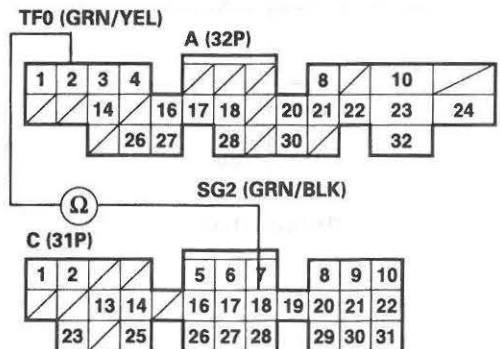 TF0 (GRN/YEL)
A (32P)
1 2 3 4 8 10
14 16 17 18 20 21 22 23 24
26 27 28 30 32
Ω
SG2 (GRN/BLK)
C (31P)
1 2 5 6 7 8 9 10
13 14 16 17 18 19 20 21 22
23 25 26 27 28 29 30 31